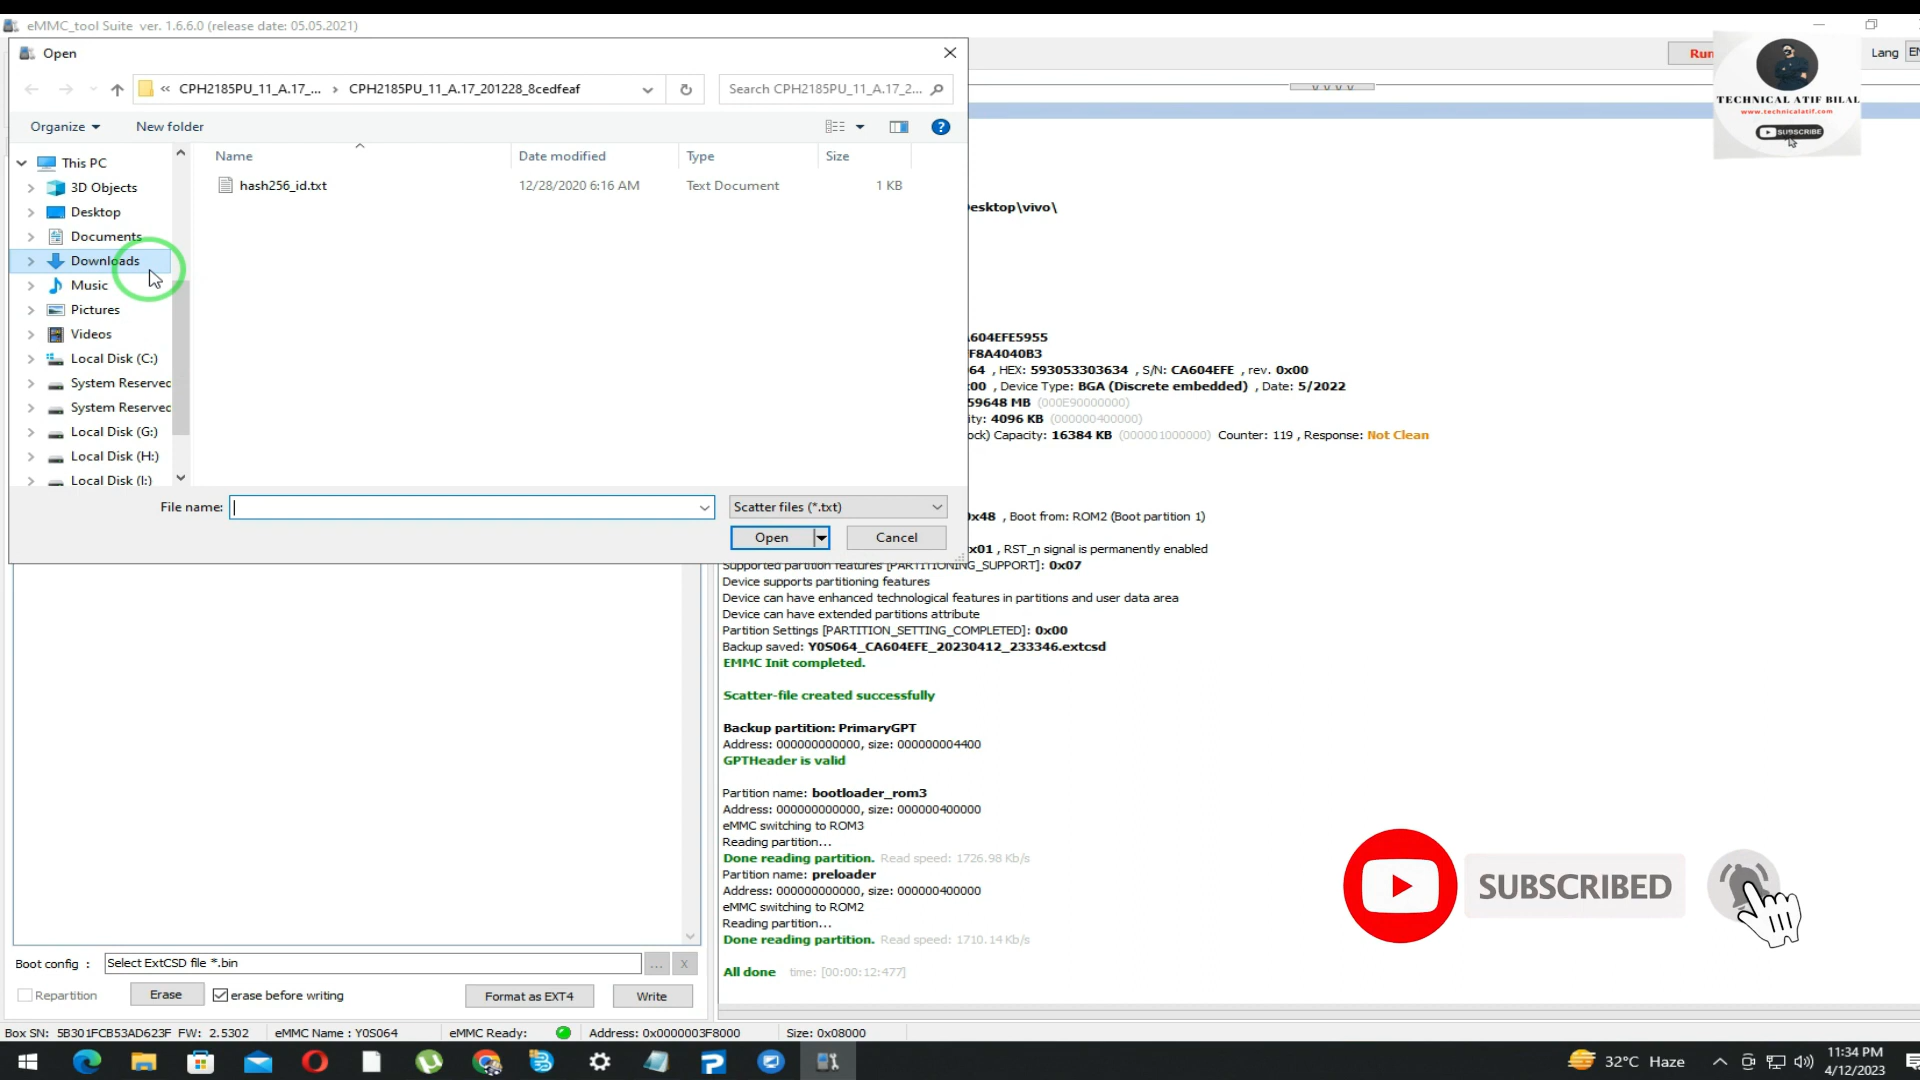 eMMC_tool Suite ver. 1.6.6.0 (release date: 05.05.2021)
Open
« CPH2185PU_11_A.17_... › CPH2185PU_11_A.17_201228_8cedfeaf
Search CPH2185PU_11_A.17_2...
Organize
New folder
Name
Date modified
Type
Size
hash256_id.txt
12/28/2020 6:16 AM
Text Document
1 KB
This PC
3D Objects
Desktop
Documents
Downloads
Music
Pictures
Videos
Local Disk (C:)
System Reserved
System Reserved
Local Disk (G:)
Local Disk (H:)
Local Disk (I:)
File name:
Scatter files (*.txt)
Open
Cancel
Run
Lang
EN
TECHNICAL ATIF BILAL
www.technicalatif.com
SUBSCRIBE
esktop\vivo\
604EFE5955
F8A4040B3
64 , HEX: 593053303634 , S/N: CA604EFE , rev. 0x00
00 , Device Type: BGA (Discrete embedded) , Date: 5/2022
59648 MB (000E90000000)
ity: 4096 KB (000000400000)
ock) Capacity: 16384 KB (000001000000) Counter: 119 , Response: Not Clean
x48 , Boot from: ROM2 (Boot partition 1)
x01 , RST_n signal is permanently enabled
Supported partition features [PARTITIONING_SUPPORT]: 0x07
Device supports partitioning features
Device can have enhanced technological features in partitions and user data area
Device can have extended partitions attribute
Partition Settings [PARTITION_SETTING_COMPLETED]: 0x00
Backup saved: Y0S064_CA604EFE_20230412_233346.extcsd
EMMC Init completed.
Scatter-file created successfully
Backup partition: PrimaryGPT
Address: 000000000000, size: 000000004400
GPTHeader is valid
Partition name: bootloader_rom3
Address: 000000000000, size: 000000400000
eMMC switching to ROM3
Reading partition...
Done reading partition. Read speed: 1726.98 Kb/s
Partition name: preloader
Address: 000000000000, size: 000000400000
eMMC switching to ROM2
Reading partition...
Done reading partition. Read speed: 1710.14 Kb/s
All done time: [00:00:12:477]
SUBSCRIBED
Boot config : Select ExtCSD file *.bin ... X
Repartition
Erase
erase before writing
Format as EXT4
Write
Box SN: 5B301FCB53AD623F FW: 2.5302 eMMC Name : Y0S064 eMMC Ready: Address: 0x0000003F8000 Size: 0x08000
32°C Haze
11:34 PM
4/12/2023